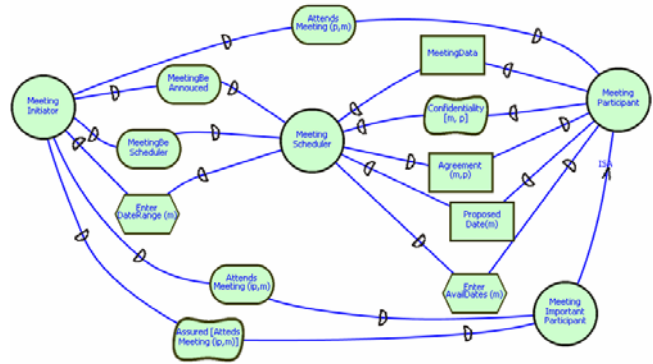 Attends
Meeting (p,m)
MeetingData
MeetingBe
Annouced
Meeting
Initiator
Meeting
Participant
Confidentiality
[m, p]
MeetingBe
Scheduler
Meeting
Scheduler
Agreement
(m,p)
ISA
Enter
DateRange (m)
Proposed
Date(m)
Attends
Meeting (ip,m)
Enter
AvailDates (m)
Meeting
Important
Participant
Assured [Atteds
Meeting (ip,m)]